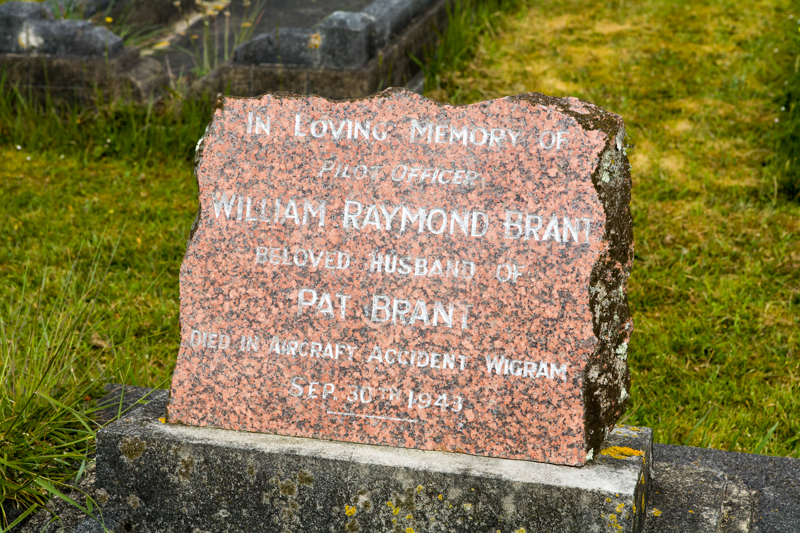 In Loving Memory of
Pilot Officer
WILLIAM RAYMOND BRANT
BELOVED HUSBAND OF
PAT BRANT
DIED IN AIRCRAFT ACCIDENT WIGRAM
SEP. 30TH 1943